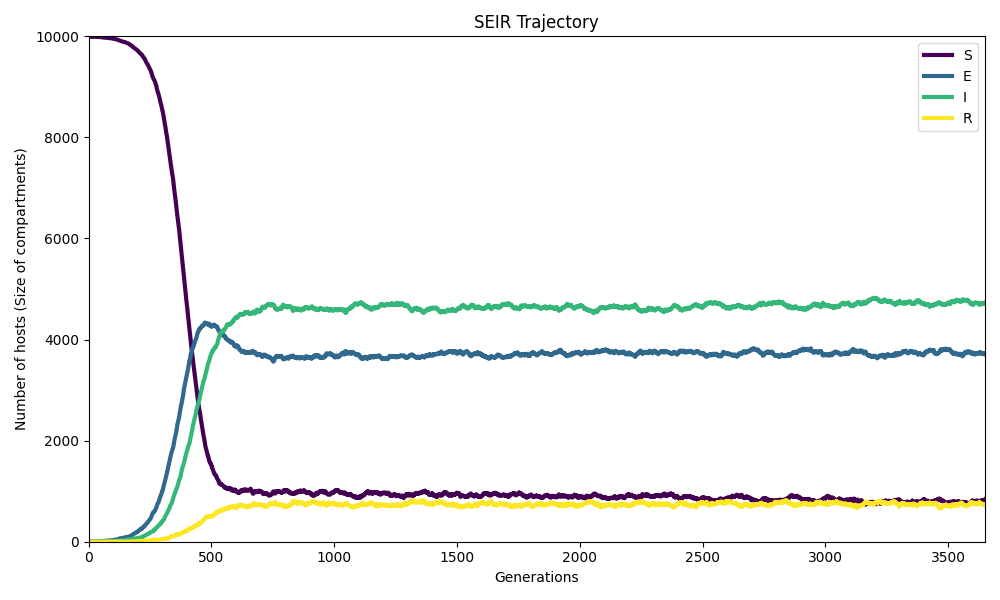 SEIR Trajectory
10000
8000
6000
4000
2000
0
Number of hosts (Size of compartments)
S
E
I
R
0 500 1000 1500 2000 2500 3000 3500
Generations